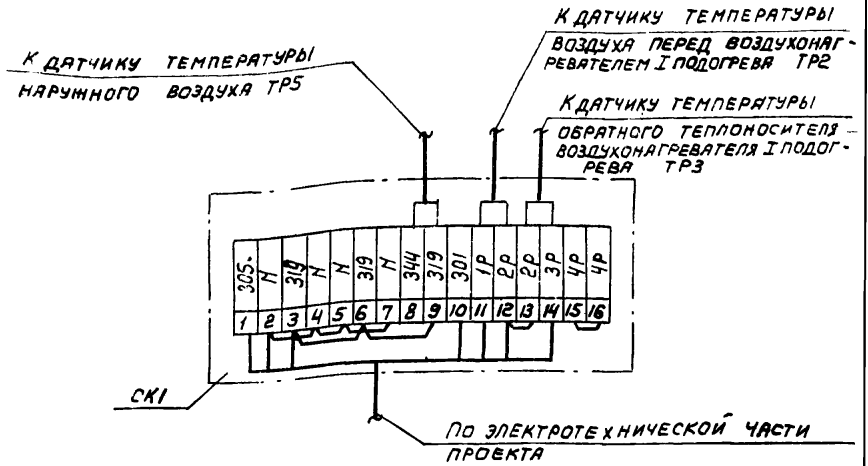 К ДАТЧИКУ ТЕМПЕРАТУРЫ
НАРУЖНОГО ВОЗДУХА ТР5
К ДАТЧИКУ ТЕМПЕРАТУРЫ
ВОЗДУХА ПЕРЕД ВОЗДУХОНАГ-
РЕВАТЕЛЕМ I ПОДОГРЕВА ТР2
К ДАТЧИКУ ТЕМПЕРАТУРЫ
ОБРАТНОГО ТЕПЛОНОСИТЕЛЯ
ВОЗДУХОНАГРЕВАТЕЛЯ I ПОДОГ-
РЕВА ТР3
305 N 319 N N 319 N 344 319 301 1Р 2Р 2Р 3Р 4Р 4Р
1 2 3 4 5 6 7 8 9 10 11 12 13 14 15 16
СК1
ПО ЭЛЕКТРОТЕХНИЧЕСКОЙ ЧАСТИ
ПРОЕКТА